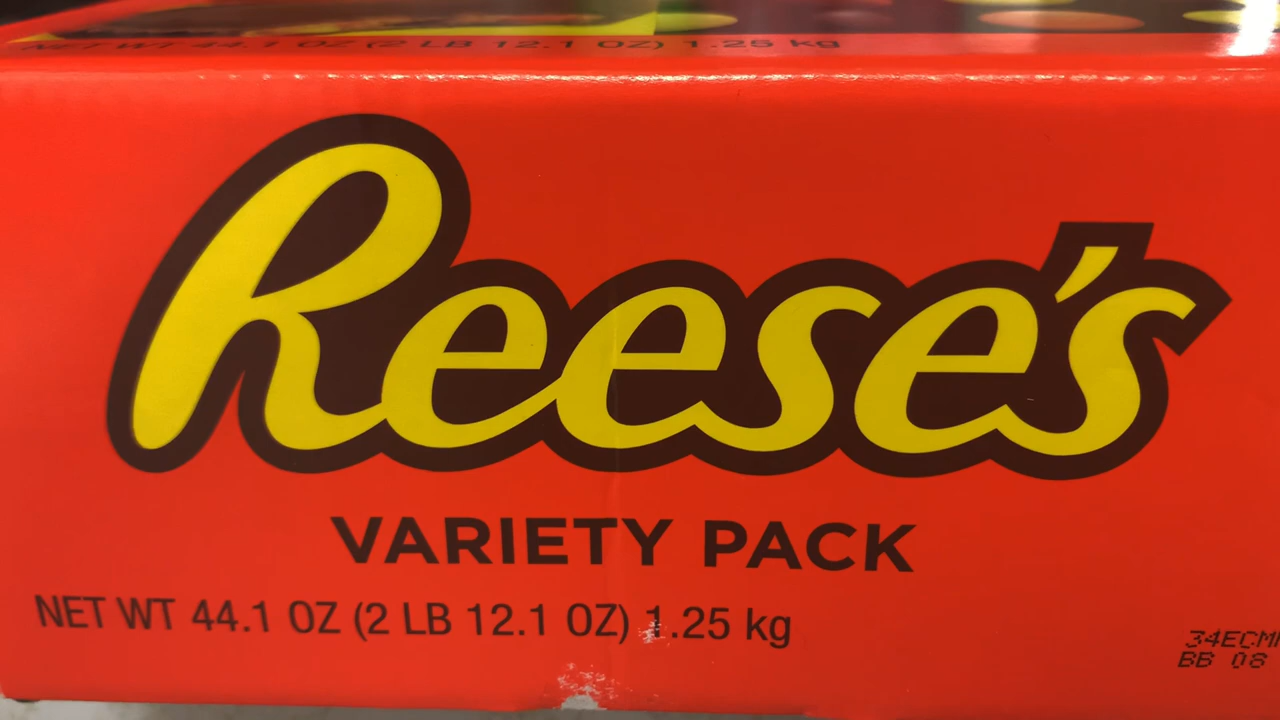 NET WT 44.1 OZ (2 LB 12.1 OZ) 1.25 kg
Reese's
VARIETY PACK
NET WT 44.1 OZ (2 LB 12.1 OZ) 1.25 kg
BB 08